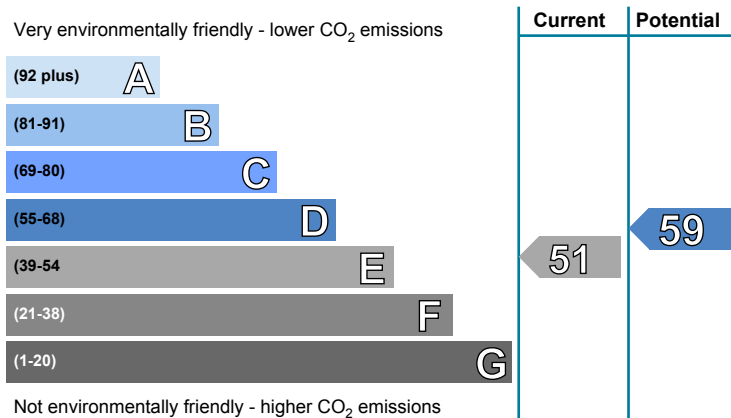 Very environmentally friendly - lower CO2 emissions
Current
Potential
(92 plus) A
(81-91) B
(69-80) C
(55-68) D
(39-54 E
(21-38) F
(1-20) G
51
59
Not environmentally friendly - higher CO2 emissions